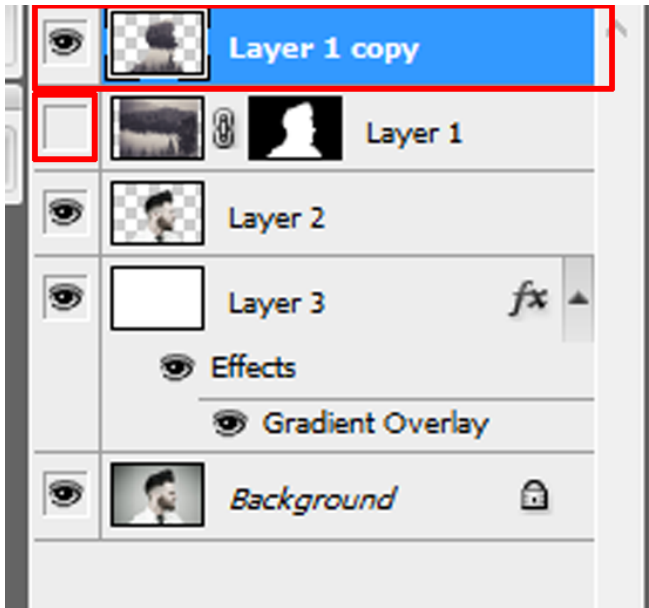 Layer 1 copy
Layer 1
Layer 2
Layer 3 fx
Effects
Gradient Overlay
Background